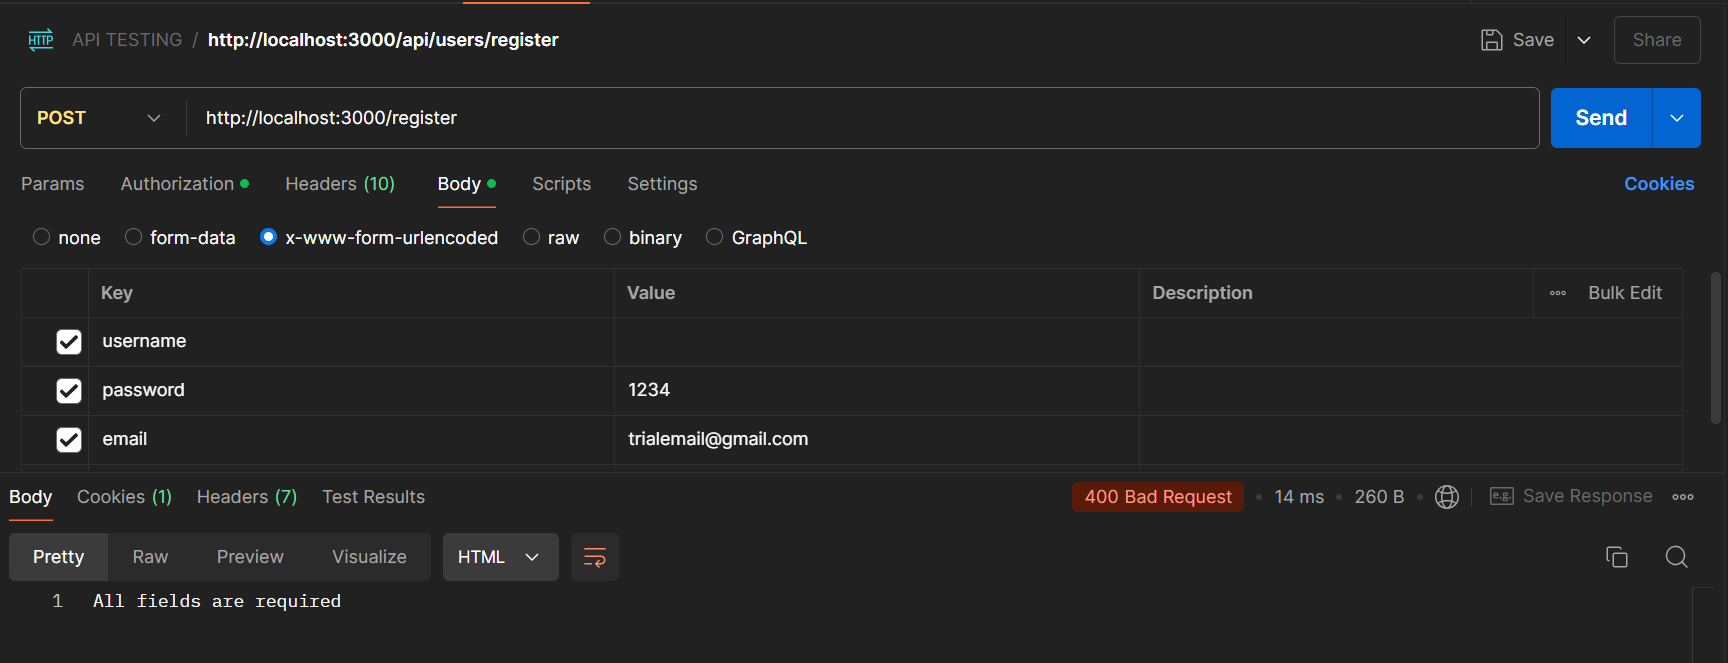 HTTP API TESTING / http://localhost:3000/api/users/register Save Share
POST http://localhost:3000/register Send
Params Authorization Headers (10) Body Scripts Settings Cookies
none form-data x-www-form-urlencoded raw binary GraphQL
Key Value Description Bulk Edit
username
password 1234
email trialemail@gmail.com
Body Cookies (1) Headers (7) Test Results 400 Bad Request 14 ms 260 B e.g. Save Response
Pretty Raw Preview Visualize HTML
1 All fields are required